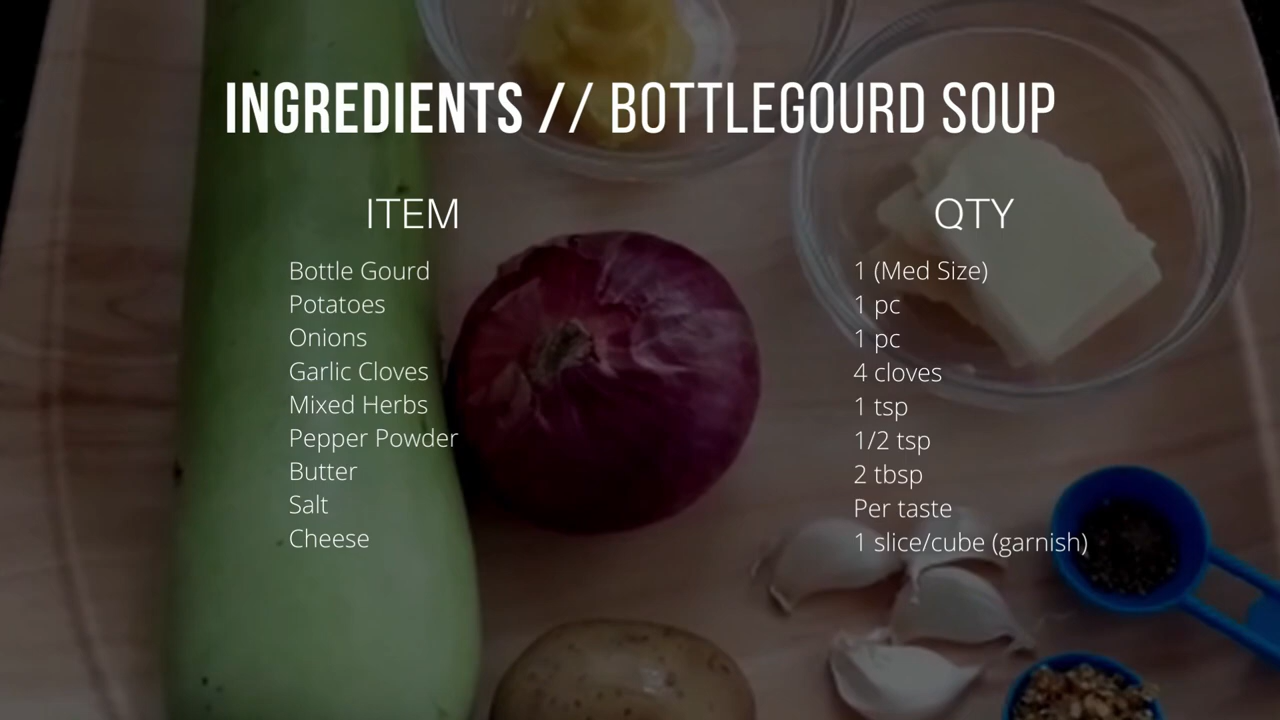 INGREDIENTS // BOTTLEGOURD SOUP
ITEM QTY
Bottle Gourd 1 (Med Size)
Potatoes 1 pc
Onions 1 pc
Garlic Cloves 4 cloves
Mixed Herbs 1 tsp
Pepper Powder 1/2 tsp
Butter 2 tbsp
Salt Per taste
Cheese 1 slice/cube (garnish)